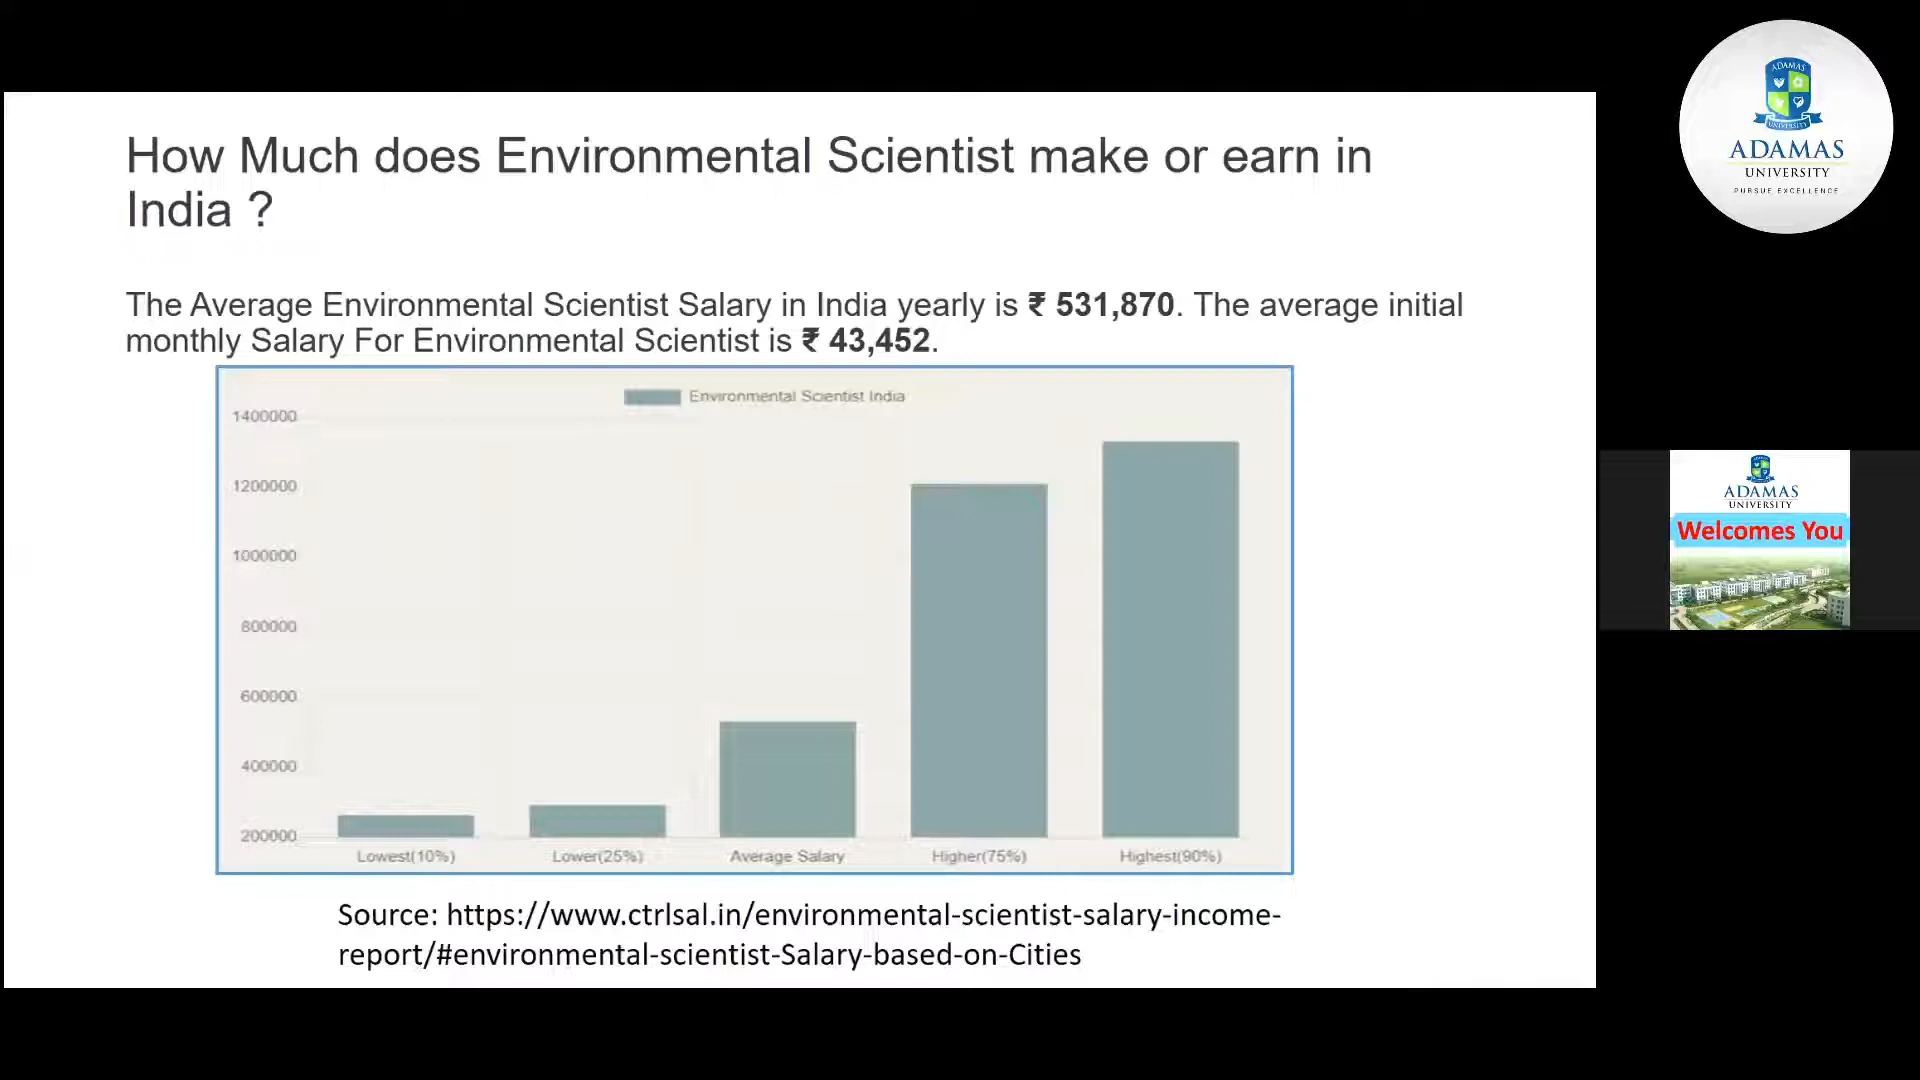 How Much does Environmental Scientist make or earn in
India ?
The Average Environmental Scientist Salary in India yearly is ₹ 531,870. The average initial
monthly Salary For Environmental Scientist is ₹ 43,452.
Environmental Scientist India
1400000
1200000
1000000
800000
600000
400000
200000
Lowest(10%) Lower(25%) Average Salary Higher(75%) Highest(90%)
Source: https://www.ctrlsal.in/environmental-scientist-salary-income-
report/#environmental-scientist-Salary-based-on-Cities
ADAMAS
UNIVERSITY
ADAMAS
UNIVERSITY
PURSUE EXCELLENCE
ADAMAS
UNIVERSITY
Welcomes You